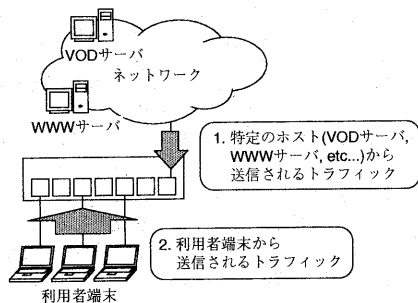 VODサーバ
ネットワーク
WWWサーバ
1. 特定のホスト(VODサーバ,
WWWサーバ, etc...)から
送信されるトラフィック
2. 利用者端末から
送信されるトラフィック
利用者端末